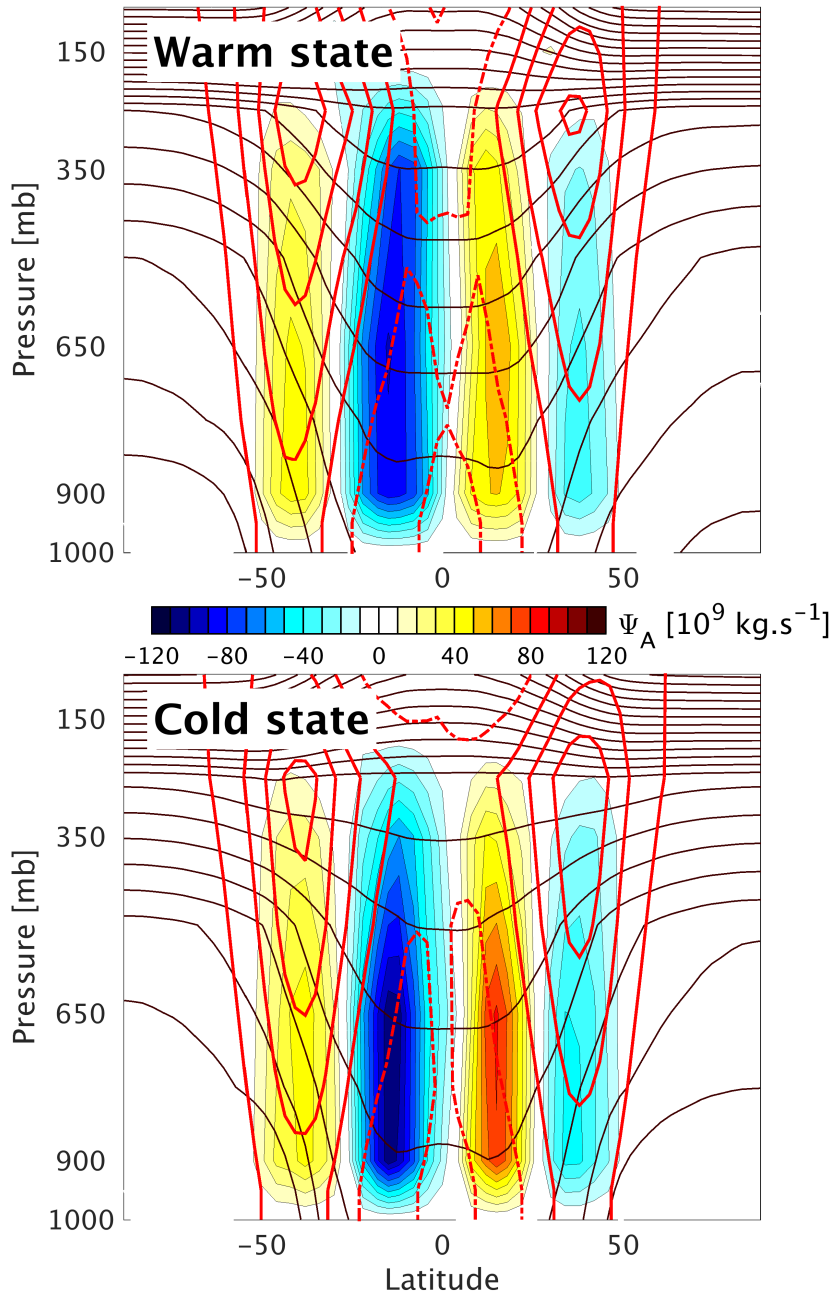 Warm state
150
350
650
900
1000
Pressure [mb]
−50 0 50
−120 −80 −40 0 40 80 120
Ψ_A [10^9 kg.s^−1]
Cold state
150
350
650
900
1000
Pressure [mb]
−50 0 50
Latitude